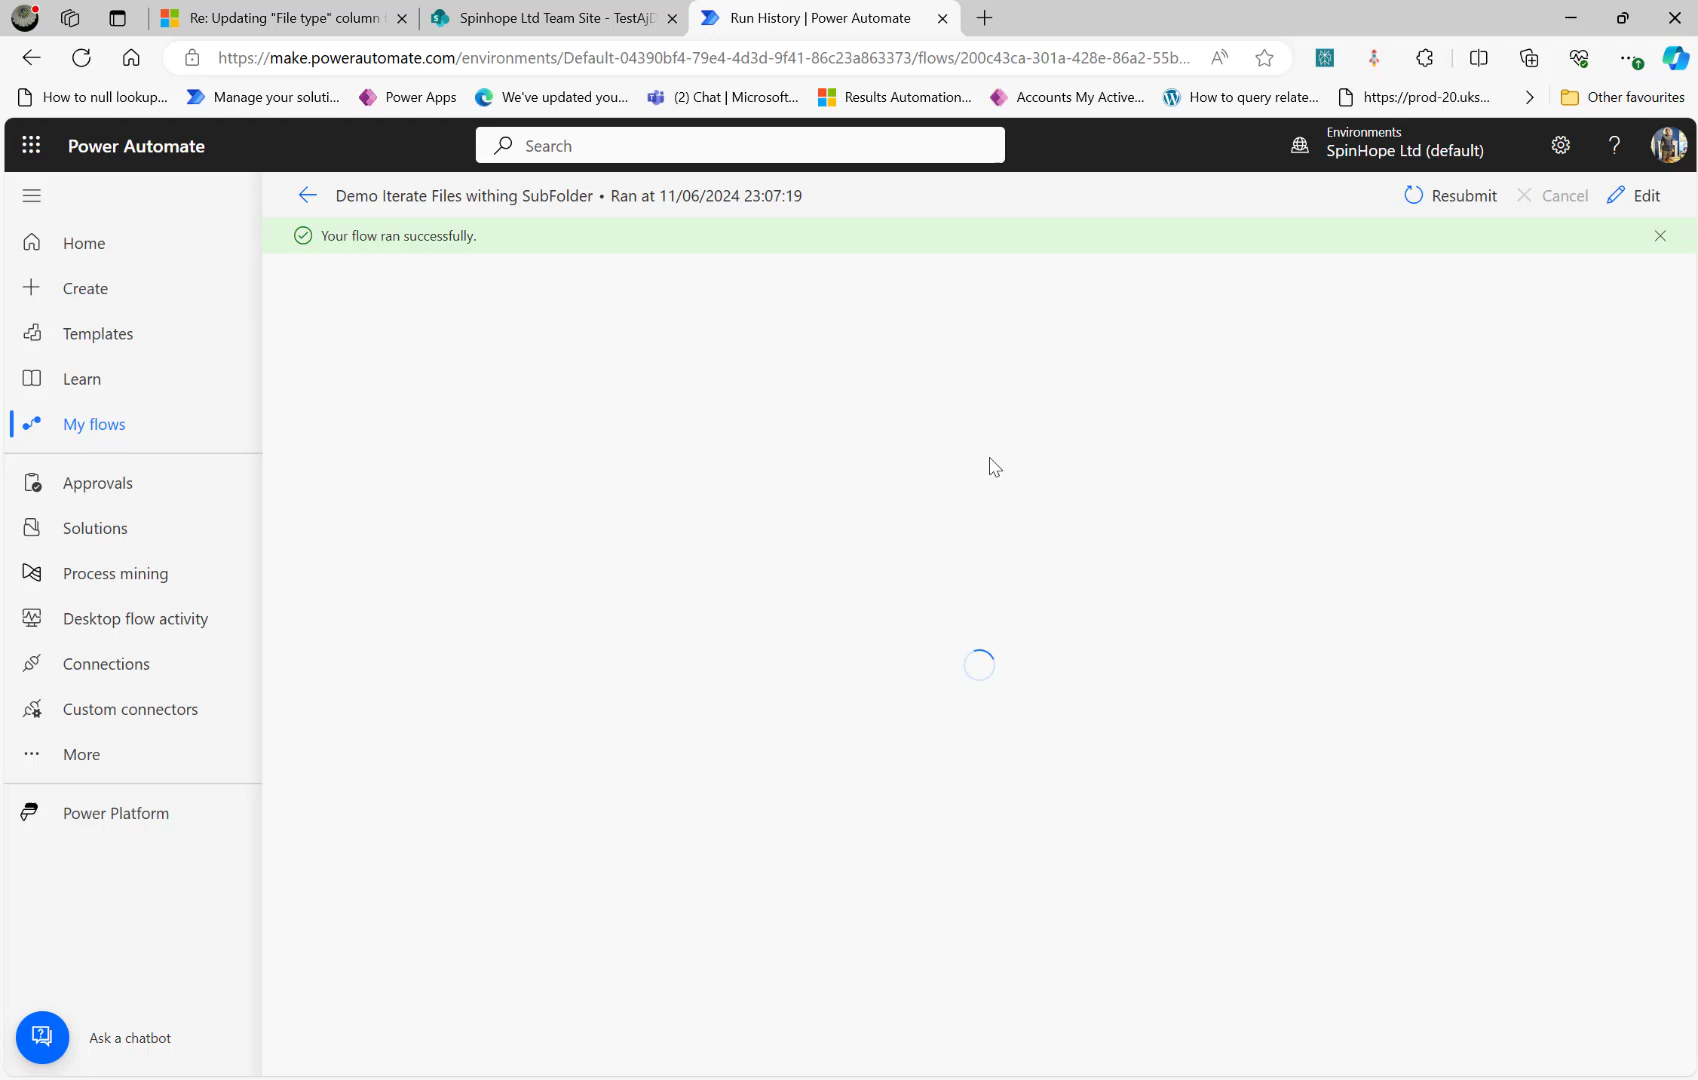 Re: Updating "File type" column
Spinhope Ltd Team Site - TestAjD
Run History | Power Automate
https://make.powerautomate.com/environments/Default-04390bf4-79e4-4d3d-9f41-86c23a863373/flows/200c43ca-301a-428e-86a2-55b...
How to null lookup...
Manage your soluti...
Power Apps
We've updated you...
(2) Chat | Microsoft...
Results Automation...
Accounts My Active...
How to query relate...
https://prod-20.uks...
Other favourites
Power Automate
Search
Environments
SpinHope Ltd (default)
Demo Iterate Files withing SubFolder • Ran at 11/06/2024 23:07:19
Resubmit
Cancel
Edit
Your flow ran successfully.
Home
Create
Templates
Learn
My flows
Approvals
Solutions
Process mining
Desktop flow activity
Connections
Custom connectors
More
Power Platform
Ask a chatbot